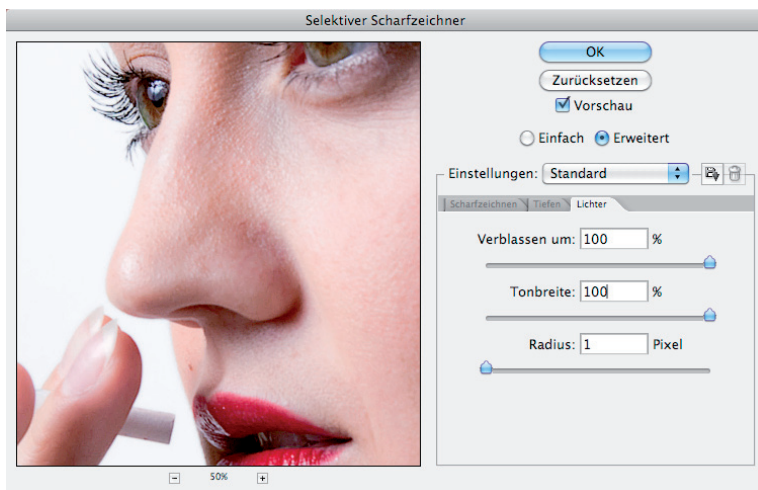 Selektiver Scharfzeichner
OK
Zurücksetzen
Vorschau
Einfach Erweitert
Einstellungen: Standard
Scharfzeichnen Tiefen Lichter
Verblassen um: 100 %
Tonbreite: 100 %
Radius: 1 Pixel
50%